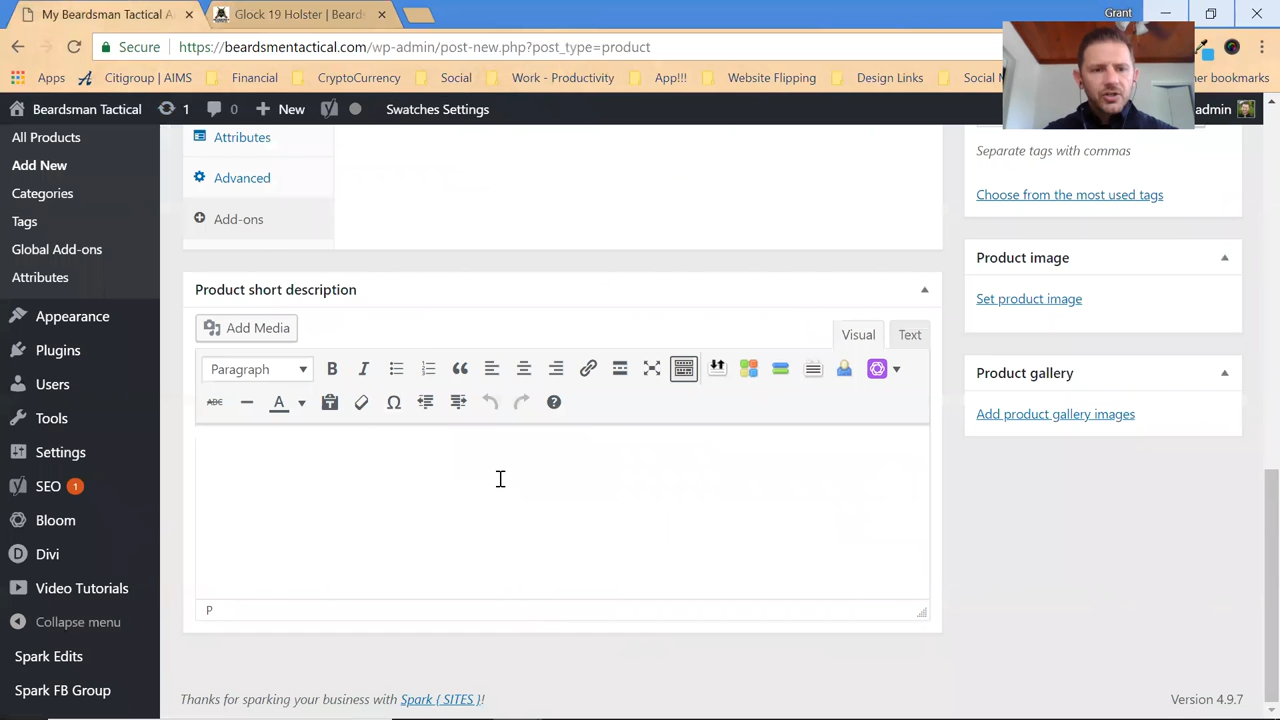 My Beardsman Tactical A
Glock 19 Holster | Beards
Grant
Secure
https://beardsmentactical.com/wp-admin/post-new.php?post_type=product
Apps
Citigroup | AIMS
Financial
CryptoCurrency
Social
Work - Productivity
App!!!
Website Flipping
Design Links
Social M
her bookmarks
Beardsman Tactical
1
0
New
Swatches Settings
admin
All Products
Add New
Categories
Tags
Global Add-ons
Attributes
Appearance
Plugins
Users
Tools
Settings
SEO 1
Bloom
Divi
Video Tutorials
Collapse menu
Spark Edits
Spark FB Group
Attributes
Advanced
Add-ons
Product short description
Add Media
Visual
Text
Paragraph
B
I
ABC
A
P
Separate tags with commas
Choose from the most used tags
Product image
Set product image
Product gallery
Add product gallery images
Thanks for sparking your business with Spark { SITES }!
Version 4.9.7